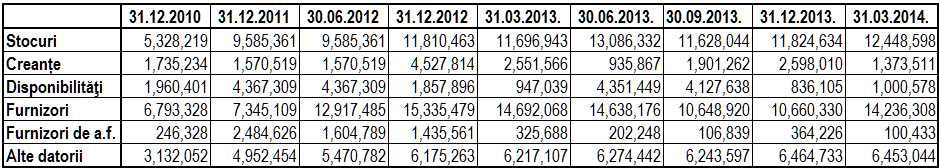 31.12.2010 31.12.2011 30.06.2012 31.12.2012 31.03.2013. 30.06.2013. 30.09.2013. 31.12.2013. 31.03.2014.
Stocuri 5,328,219 9,585,361 9,585,361 11,810,463 11,696,943 13,086,332 11,628,044 11,824,634 12,448,598
Creanțe 1,735,234 1,570,519 1,570,519 4,527,814 2,551,566 935,867 1,901,262 2,598,010 1,373,511
Disponibilităţi 1,960,401 4,367,309 4,367,309 1,857,896 947,039 4,351,449 4,127,638 836,105 1,000,578
Furnizori 6,793,328 7,345,109 12,917,485 15,335,479 14,692,068 14,638,176 10,648,920 10,660,330 14,236,308
Furnizori de a.f. 246,328 2,484,626 1,604,789 1,435,561 325,688 202,248 106,839 364,226 100,433
Alte datorii 3,132,052 4,952,454 5,470,782 6,175,263 6,217,107 6,274,442 6,243,597 6,464,733 6,453,044